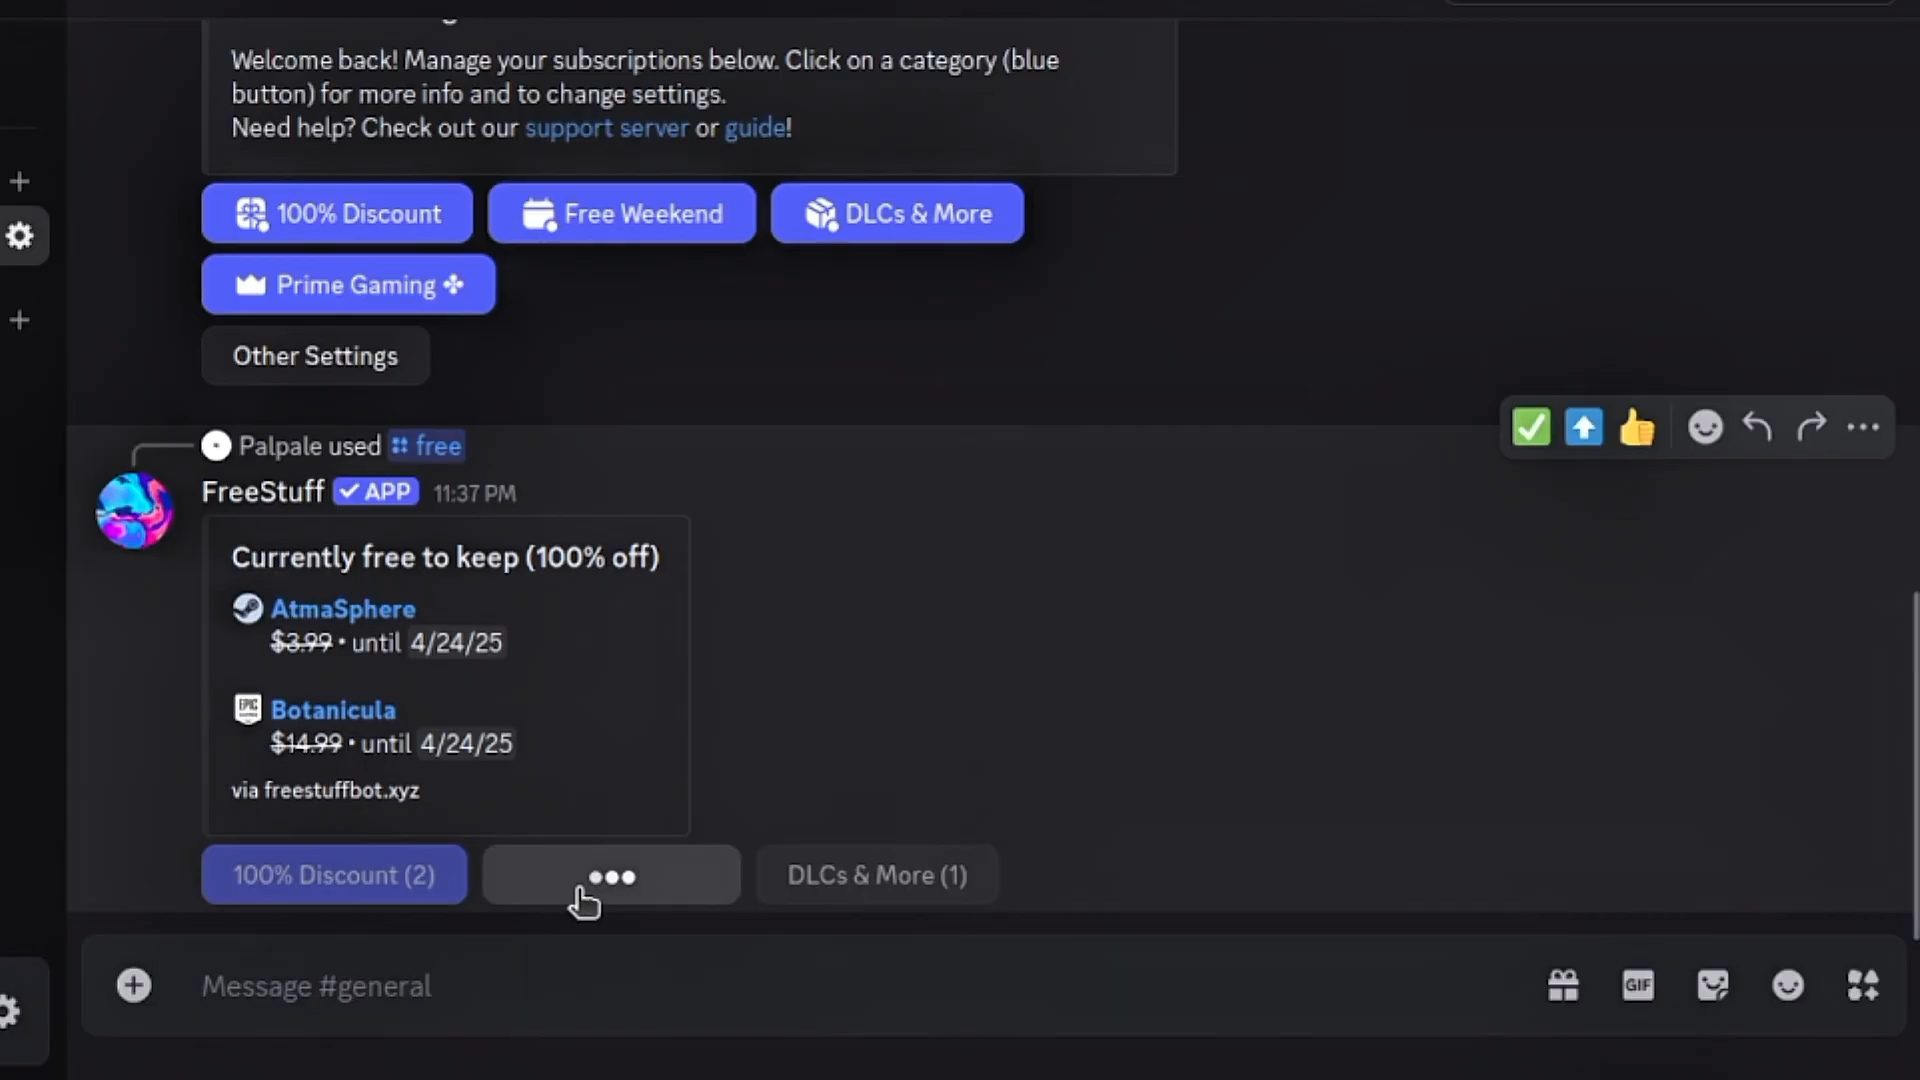 Welcome back! Manage your subscriptions below. Click on a category (blue
button) for more info and to change settings.
Need help? Check out our support server or guide!
100% Discount
Free Weekend
DLCs & More
Prime Gaming
Other Settings
Palpale used free
FreeStuff APP 11:37 PM
Currently free to keep (100% off)
AtmaSphere
$3.99 • until 4/24/25
EPIC
Botanicula
$14.99 • until 4/24/25
via freestuffbot.xyz
100% Discount (2)
DLCs & More (1)
Message #general
GIF